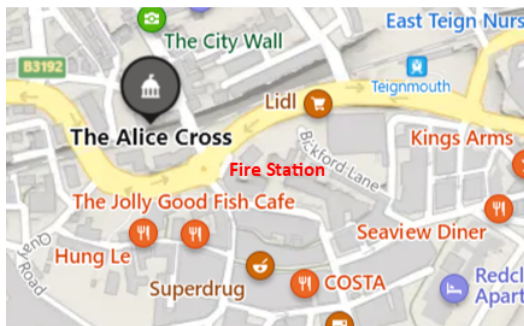 East Teign Nurs
The City Wall
B3192
Teignmouth
Lidl
The Alice Cross
Kings Arms
Bickford Lane
Fire Station
The Jolly Good Fish Cafe
Seaview Diner
Hung Le
Quay Road
Superdrug
COSTA
Redcl
Apart